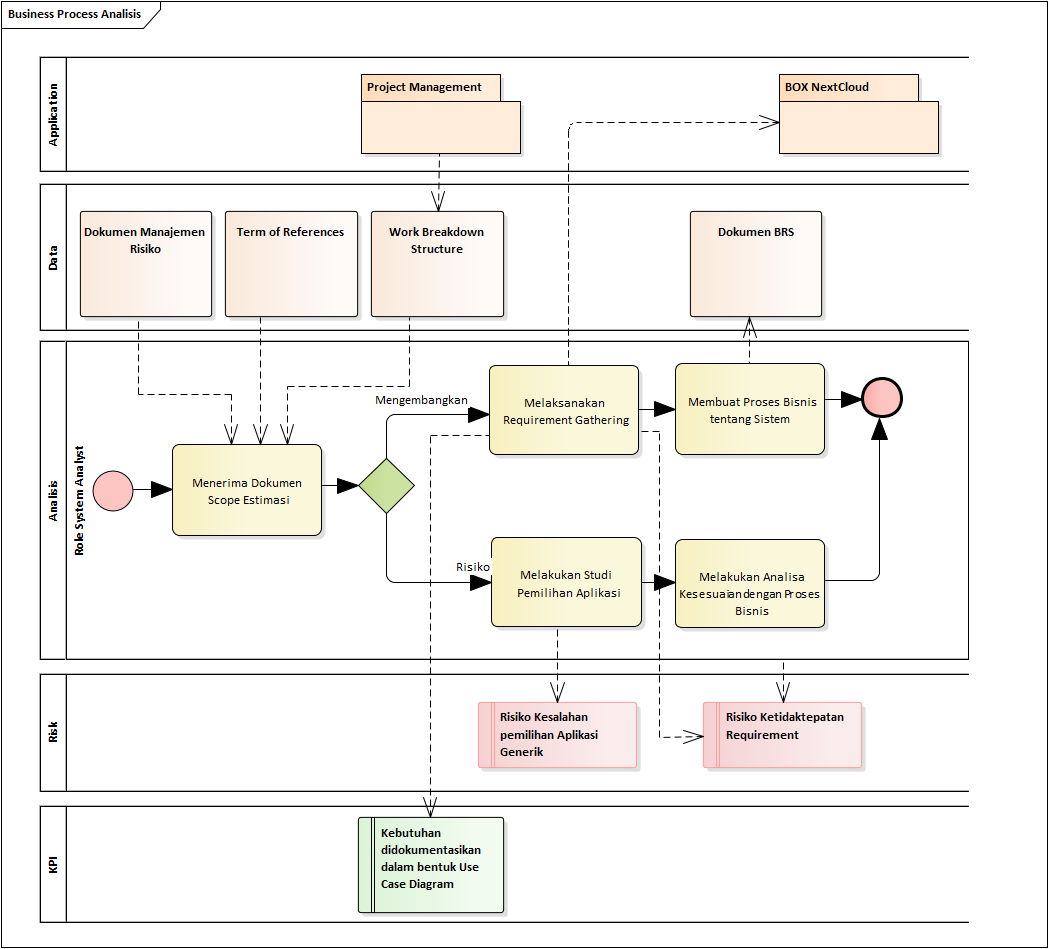 Business Process Analisis
Application
Project Management
BOX NextCloud
Data
Dokumen Manajemen
Risiko
Term of References
Work Breakdown
Structure
Dokumen BRS
Analisis
Role System Analyst
Menerima Dokumen
Scope Estimasi
Mengembangkan
Melaksanakan
Requirement Gathering
Membuat Proses Bisnis
tentang Sistem
Risiko
Melakukan Studi
Pemilihan Aplikasi
Melakukan Analisa
Kesesuaian dengan Proses
Bisnis
Risk
Risiko Kesalahan
pemilihan Aplikasi
Generik
Risiko Ketidaktepatan
Requirement
KPI
Kebutuhan
didokumentasikan
dalam bentuk Use
Case Diagram